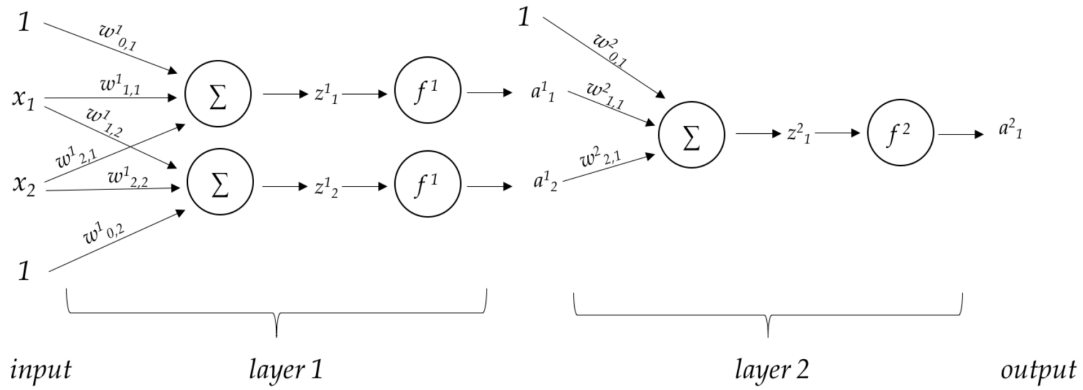 1
w¹₀,₁
1
w²₀,₁
x₁
w¹₁,₁
∑
z¹₁
f¹
a¹₁
w²₁,₁
w¹₁,₂
∑
z²₁
f²
a²₁
w¹₂,₁
x₂
w¹₂,₂
∑
z¹₂
f¹
a¹₂
w²₂,₁
w¹₀,₂
1
input
layer 1
layer 2
output